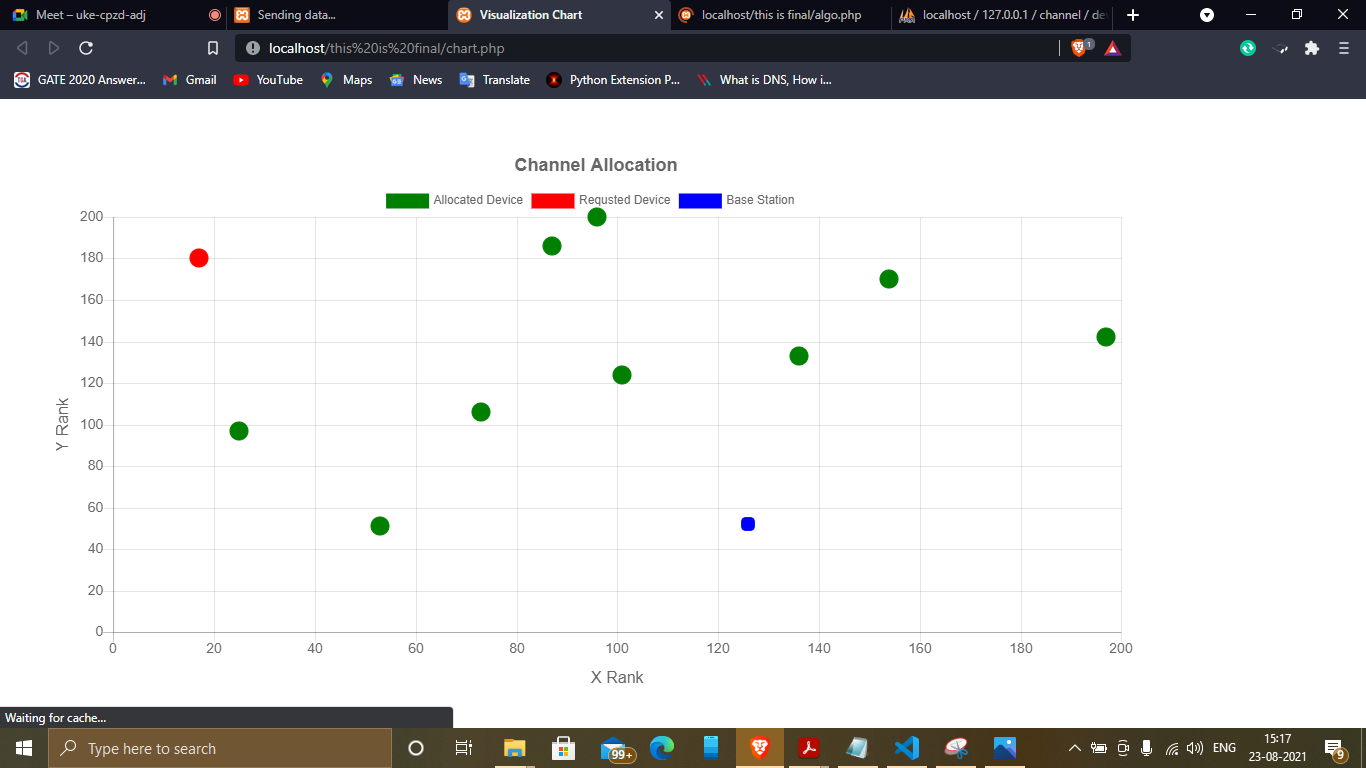 Meet – uke-cpzd-adj
Sending data...
Visualization Chart
localhost/this is final/algo.php
localhost / 127.0.0.1 / channel / de
localhost/this%20is%20final/chart.php
1
GATE 2020 Answer...
Gmail
YouTube
Maps
News
Translate
Python Extension P...
What is DNS, How i...
Channel Allocation
Allocated Device
Requsted Device
Base Station
200
180
160
140
120
100
80
60
40
20
0
Y Rank
0 20 40 60 80 100 120 140 160 180 200
X Rank
Waiting for cache...
Type here to search
99+
ENG
15:17
23-08-2021
9